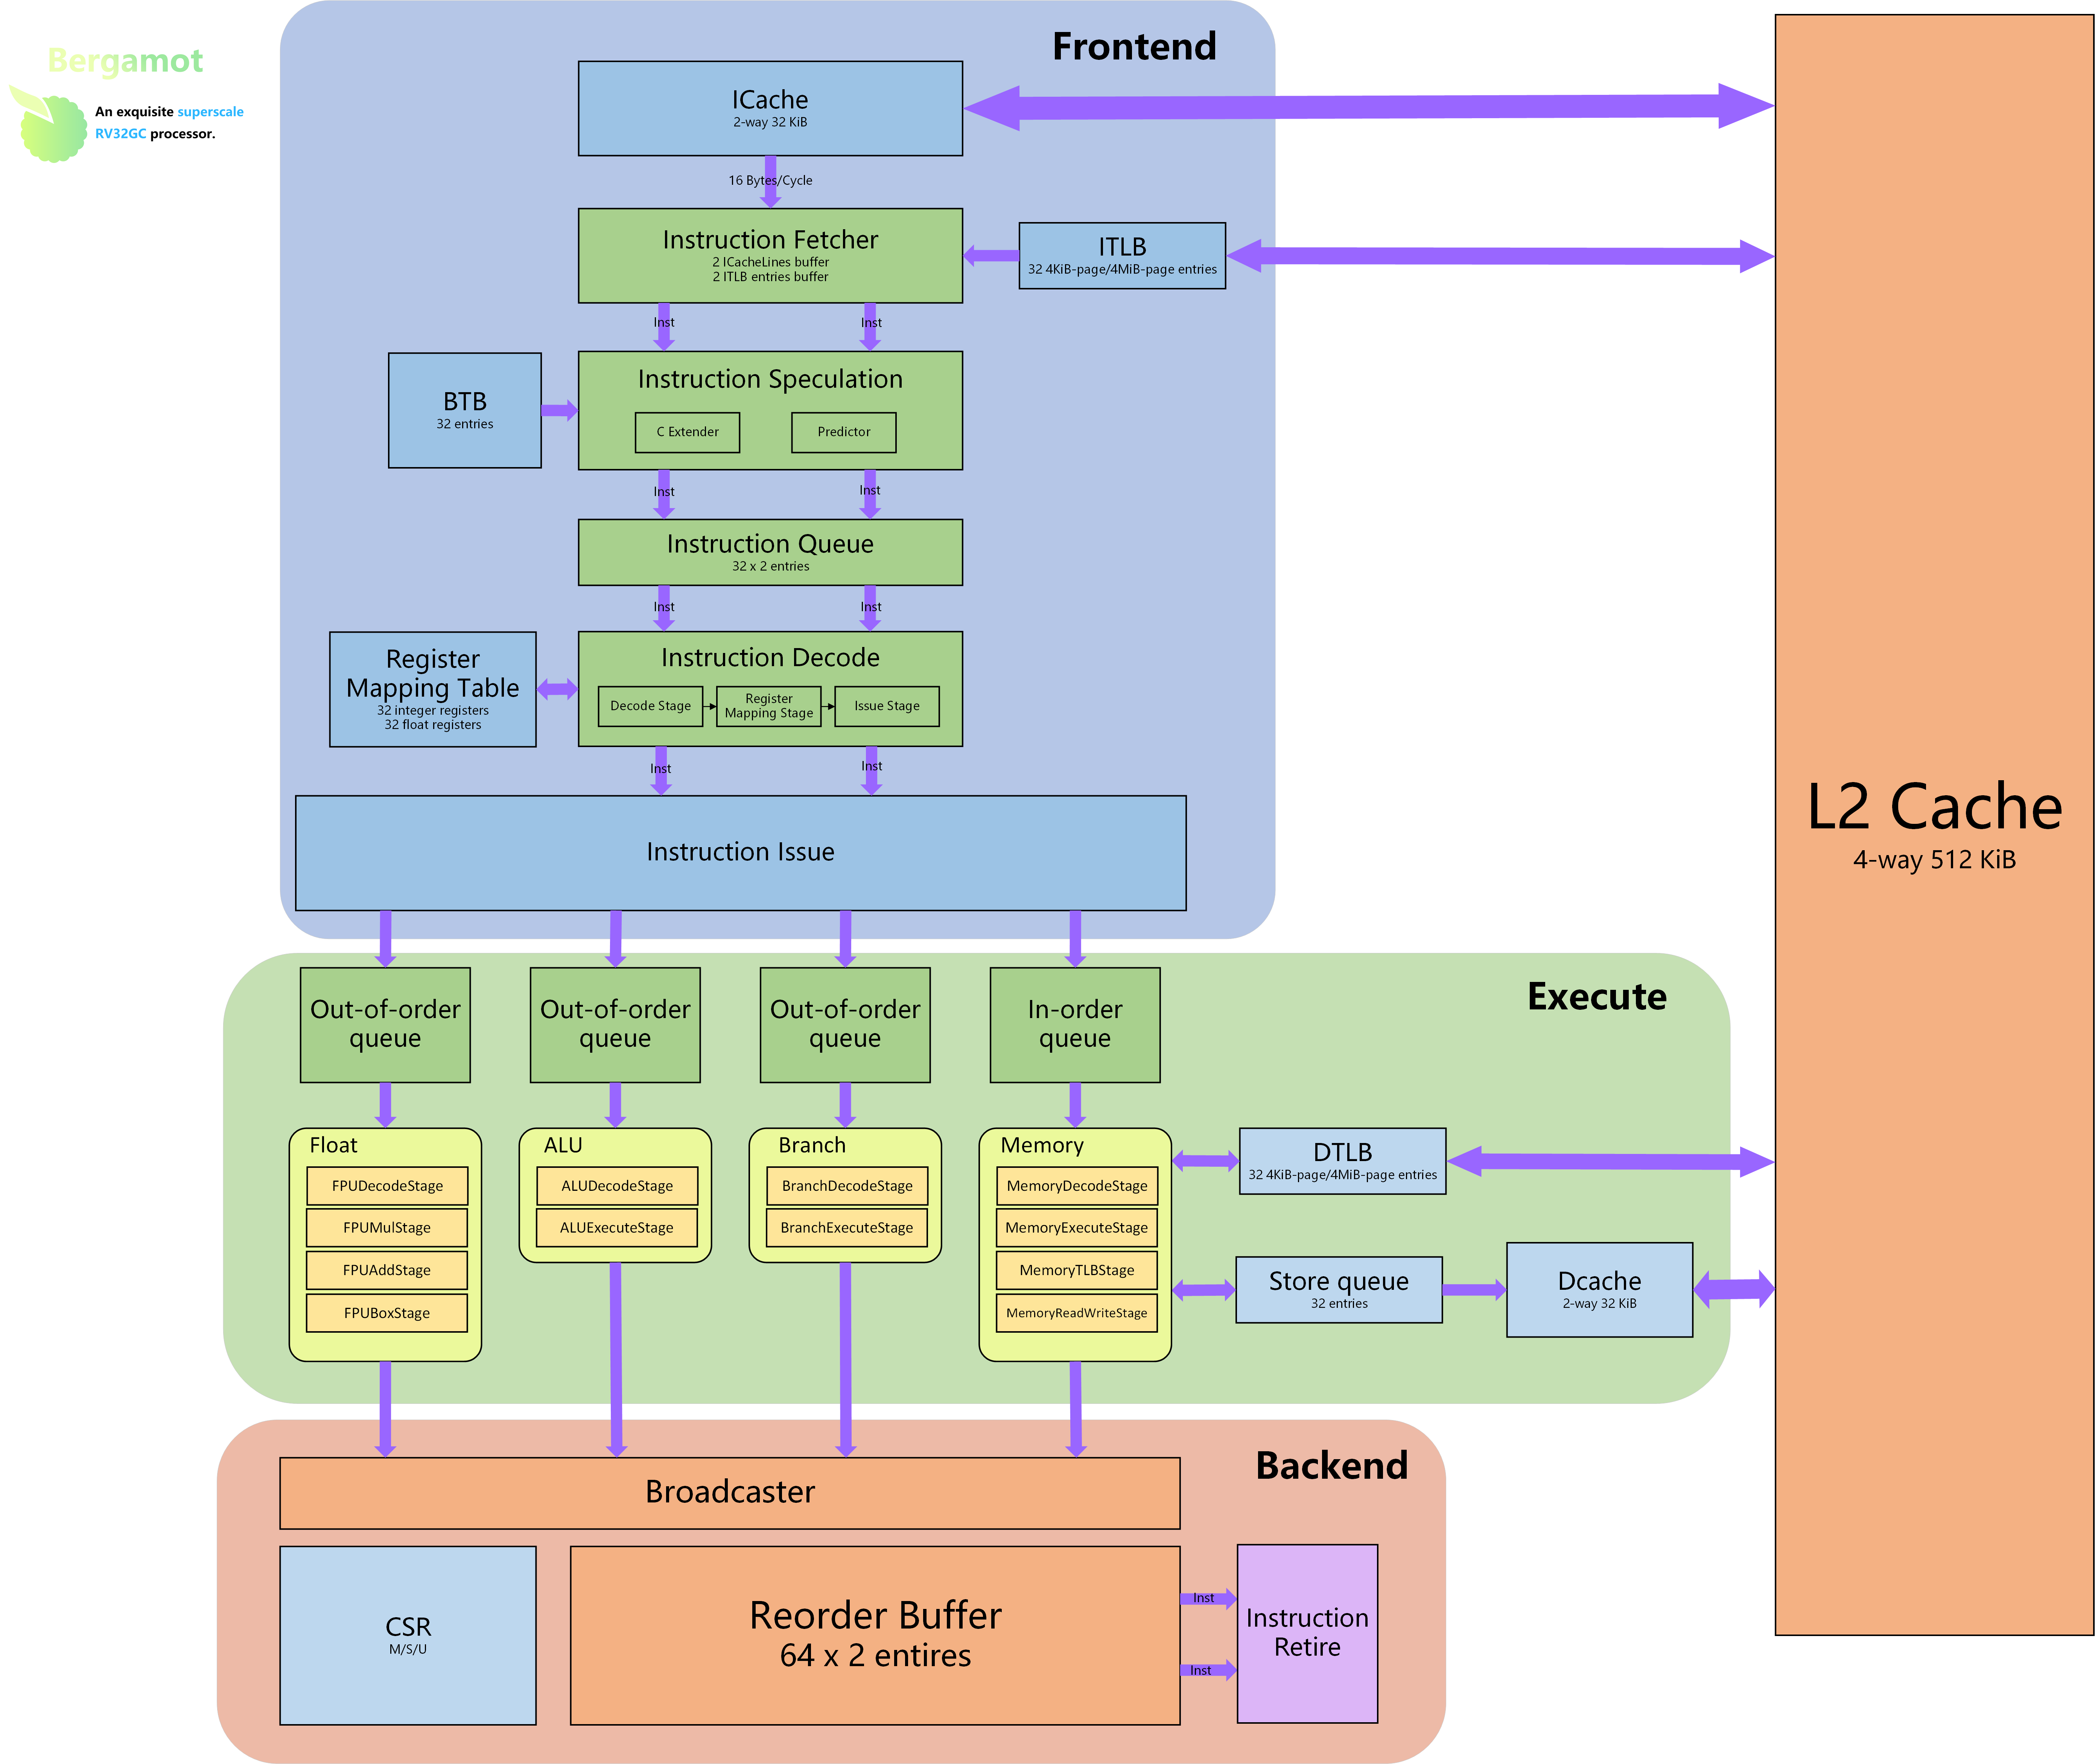 Bergamot
An exquisite superscale
RV32GC processor.
Frontend
ICache
2-way 32 KiB
16 Bytes/Cycle
Instruction Fetcher
2 ICacheLines buffer
2 ITLB entries buffer
ITLB
32 4KiB-page/4MiB-page entries
Inst
Inst
BTB
32 entries
Instruction Speculation
C Extender
Predictor
Inst
Inst
Instruction Queue
32 x 2 entries
Inst
Inst
Register
Mapping Table
32 integer registers
32 float registers
Instruction Decode
Decode Stage
Register
Mapping Stage
Issue Stage
Inst
Inst
Instruction Issue
L2 Cache
4-way 512 KiB
Execute
Out-of-order
queue
Out-of-order
queue
Out-of-order
queue
In-order
queue
Float
FPUDecodeStage
FPUMulStage
FPUAddStage
FPUBoxStage
ALU
ALUDecodeStage
ALUExecuteStage
Branch
BranchDecodeStage
BranchExecuteStage
Memory
MemoryDecodeStage
MemoryExecuteStage
MemoryTLBStage
MemoryReadWriteStage
DTLB
32 4KiB-page/4MiB-page entries
Store queue
32 entries
Dcache
2-way 32 KiB
Backend
Broadcaster
CSR
M/S/U
Reorder Buffer
64 x 2 entires
Inst
Inst
Instruction
Retire